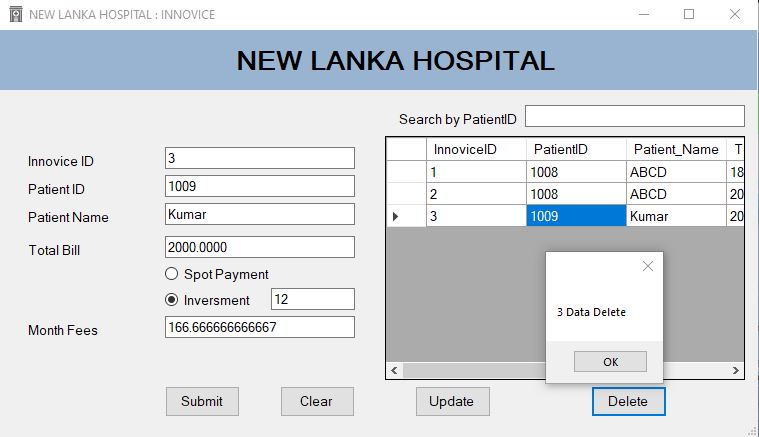 NEW LANKA HOSPITAL : INNOVICE
NEW LANKA HOSPITAL
Search by PatientID
Innovice ID 3
Patient ID 1009
Patient Name Kumar
Total Bill 2000.0000
Spot Payment
Inversment 12
Month Fees 166.666666666667
InnoviceID PatientID Patient_Name T
1 1008 ABCD 18
2 1008 ABCD 20
3 1009 Kumar 20
3 Data Delete
OK
Submit Clear Update Delete